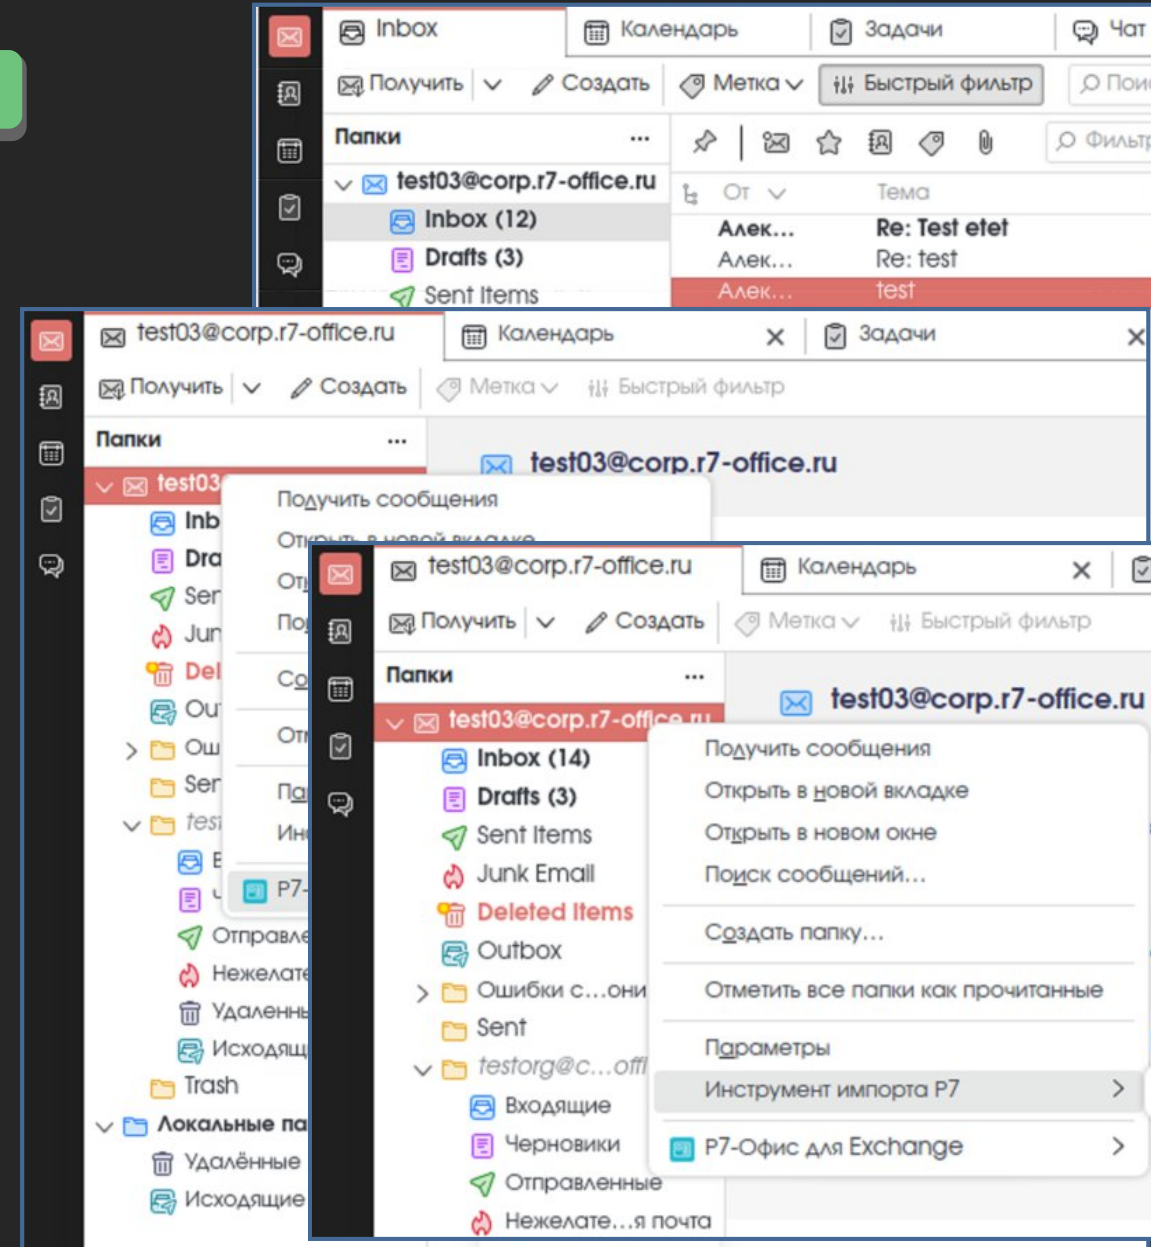 Inbox
Календарь
Задачи
Чат
Получить
Создать
Метка
Быстрый фильтр
Папки
...
test03@corp.r7-office.ru
От
Тема
Inbox (12)
Алек...
Re: Test etet
Drafts (3)
Алек...
Re: test
Sent Items
Алек...
test
test03@corp.r7-office.ru
Календарь
Задачи
Получить
Создать
Метка
Быстрый фильтр
Папки
...
test03@corp.r7-office.ru
test03
Получить сообщения
Открыть в новой вкладке
Trash
Удалённые
Исходящие
test03@corp.r7-office.ru
Календарь
Получить
Создать
Метка
Быстрый фильтр
Папки
...
test03@corp.r7-office.ru
test03@corp.r7-office.ru
Inbox (14)
Drafts (3)
Sent Items
Junk Email
Deleted Items
Outbox
Ошибки с...они
Sent
testorg@c...offi
Входящие
Черновики
Отправленные
Нежелате...я почта
Получить сообщения
Открыть в новой вкладке
Открыть в новом окне
Поиск сообщений...
Создать папку...
Отметить все папки как прочитанные
Параметры
Инструмент импорта Р7
Р7-Офис для Exchange